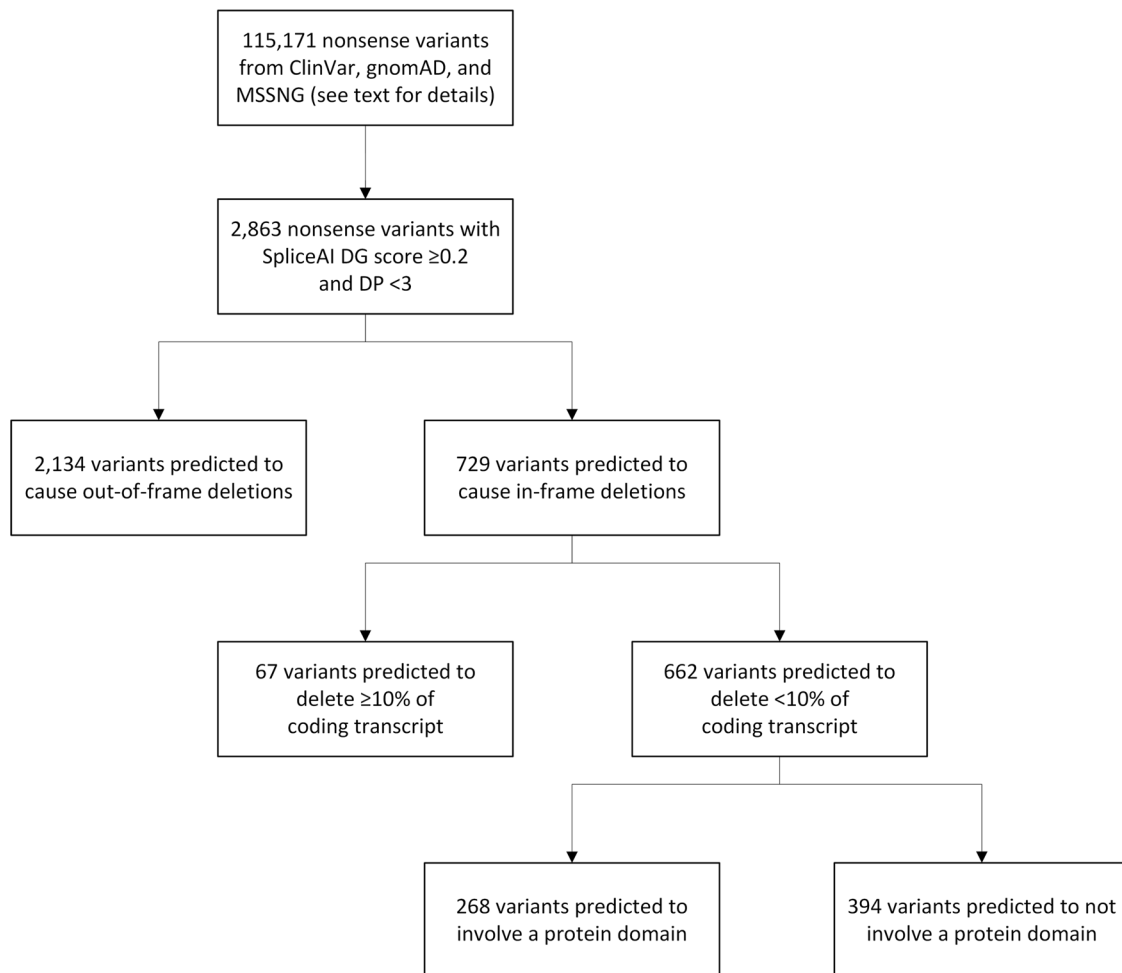 115,171 nonsense variants
from ClinVar, gnomAD, and
MSSNG (see text for details)
2,863 nonsense variants with
SpliceAI DG score ≥0.2
and DP <3
2,134 variants predicted to
cause out-of-frame deletions
729 variants predicted to
cause in-frame deletions
67 variants predicted to
delete ≥10% of
coding transcript
662 variants predicted to
delete <10% of
coding transcript
268 variants predicted to
involve a protein domain
394 variants predicted to not
involve a protein domain